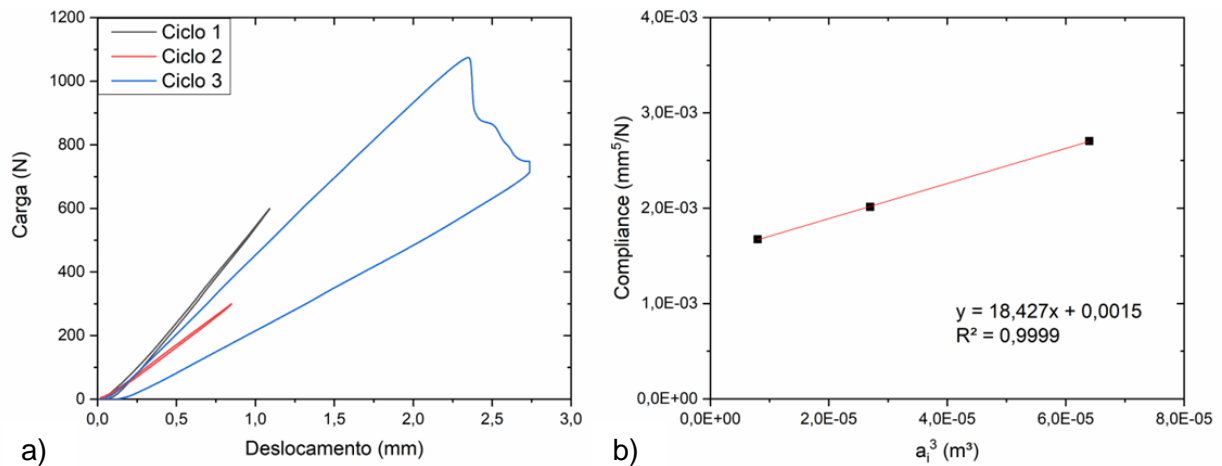 1200
1000
800
600
400
200
0
Carga (N)
Ciclo 1
Ciclo 2
Ciclo 3
0,0
0,5
1,0
1,5
2,0
2,5
3,0
Deslocamento (mm)
a)
4,0E-03
3,0E-03
2,0E-03
1,0E-03
0,0E+00
Compliance (mm⁵/N)
y = 18,427x + 0,0015
R² = 0,9999
0,0E+00
2,0E-05
4,0E-05
6,0E-05
8,0E-05
aᵢ³ (m³)
b)